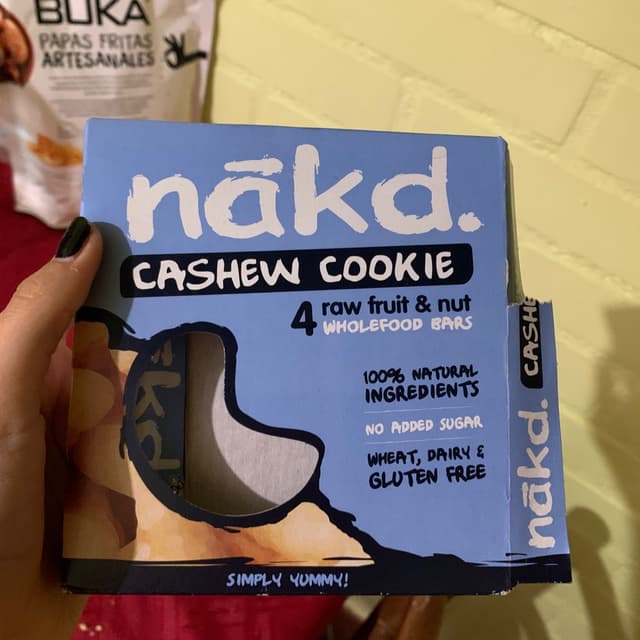 BUKA
PAPAS FRITAS
ARTESANALES
nākd.
CASHEW COOKIE
4 raw fruit & nut
WHOLEFOOD BARS
100% NATURAL
INGREDIENTS
NO ADDED SUGAR
WHEAT, DAIRY &
GLUTEN FREE
SIMPLY YUMMY!
nākd. CASHE
ākd